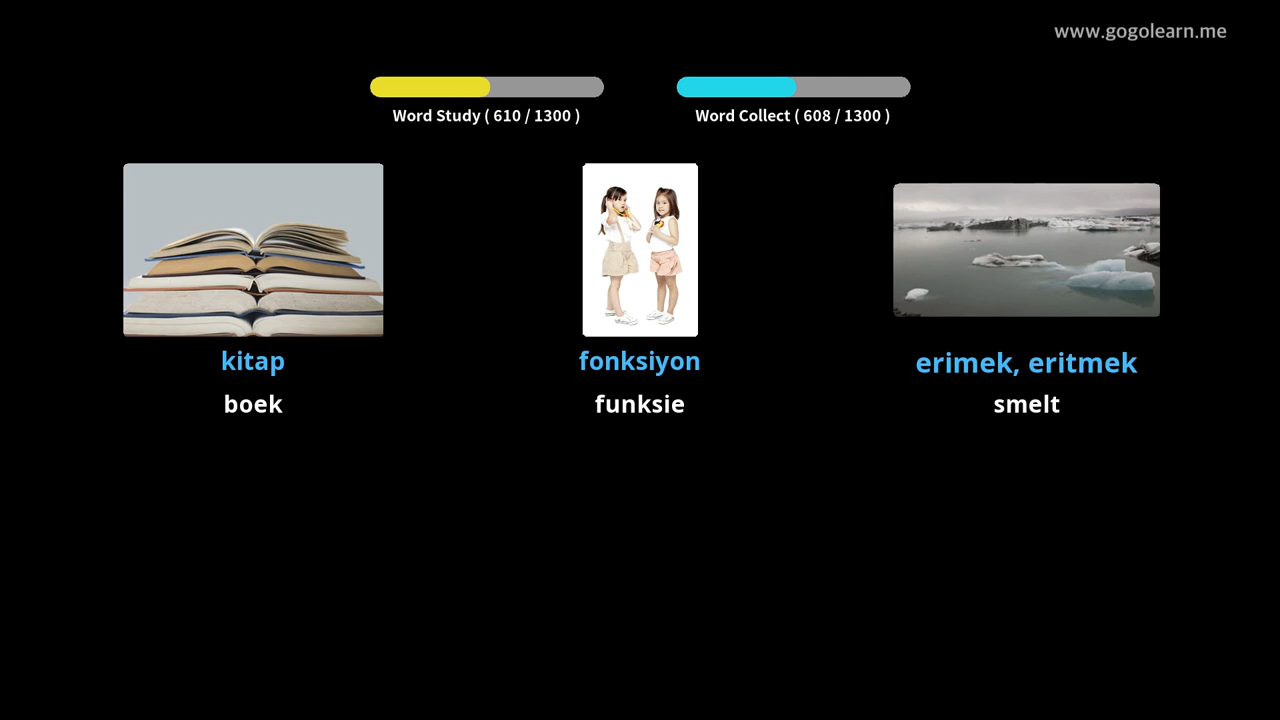 www.gogolearn.me
Word Study ( 610 / 1300 )
Word Collect ( 608 / 1300 )
kitap
boek
fonksiyon
funksie
erimek, eritmek
smelt